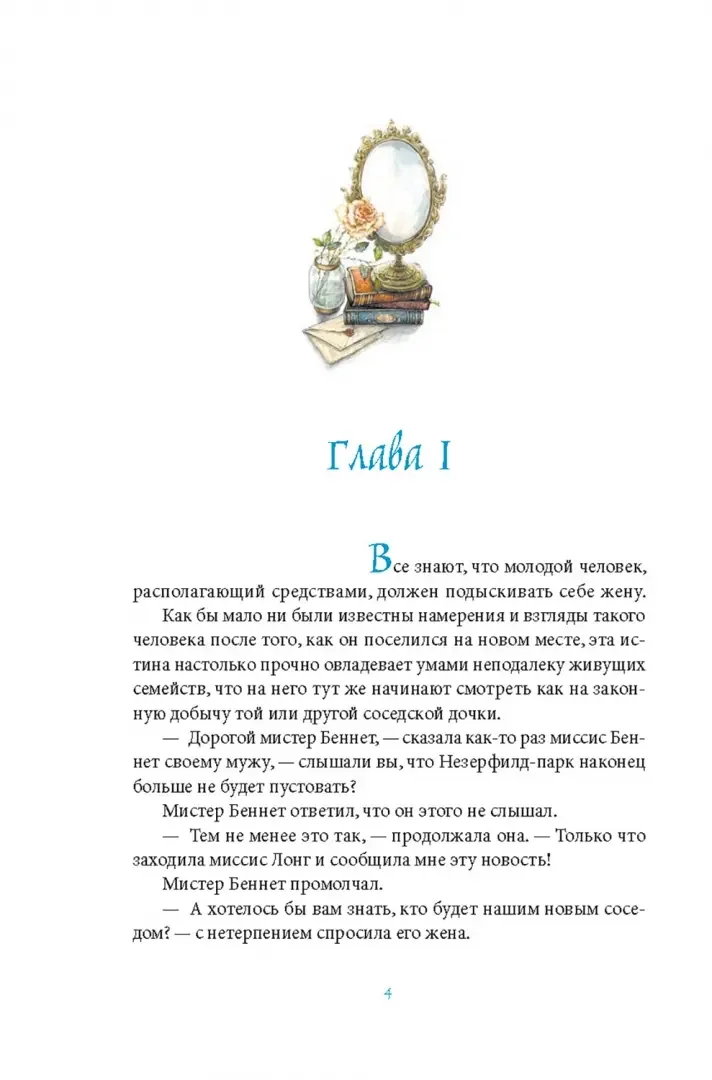 Глава I
Все знают, что молодой человек,
располагающий средствами, должен подыскивать себе жену.
Как бы мало ни были известны намерения и взгляды такого
человека после того, как он поселился на новом месте, эта ис-
тина настолько прочно овладевает умами неподалеку живущих
семейств, что на него тут же начинают смотреть как на закон-
ную добычу той или другой соседской дочки.
— Дорогой мистер Беннет, — сказала как-то раз миссис Бен-
нет своему мужу, — слышали вы, что Незерфилд-парк наконец
больше не будет пустовать?
Мистер Беннет ответил, что он этого не слышал.
— Тем не менее это так, — продолжала она. — Только что
заходила миссис Лонг и сообщила мне эту новость!
Мистер Беннет промолчал.
— А хотелось бы вам знать, кто будет нашим новым сосе-
дом? — с нетерпением спросила его жена.
4